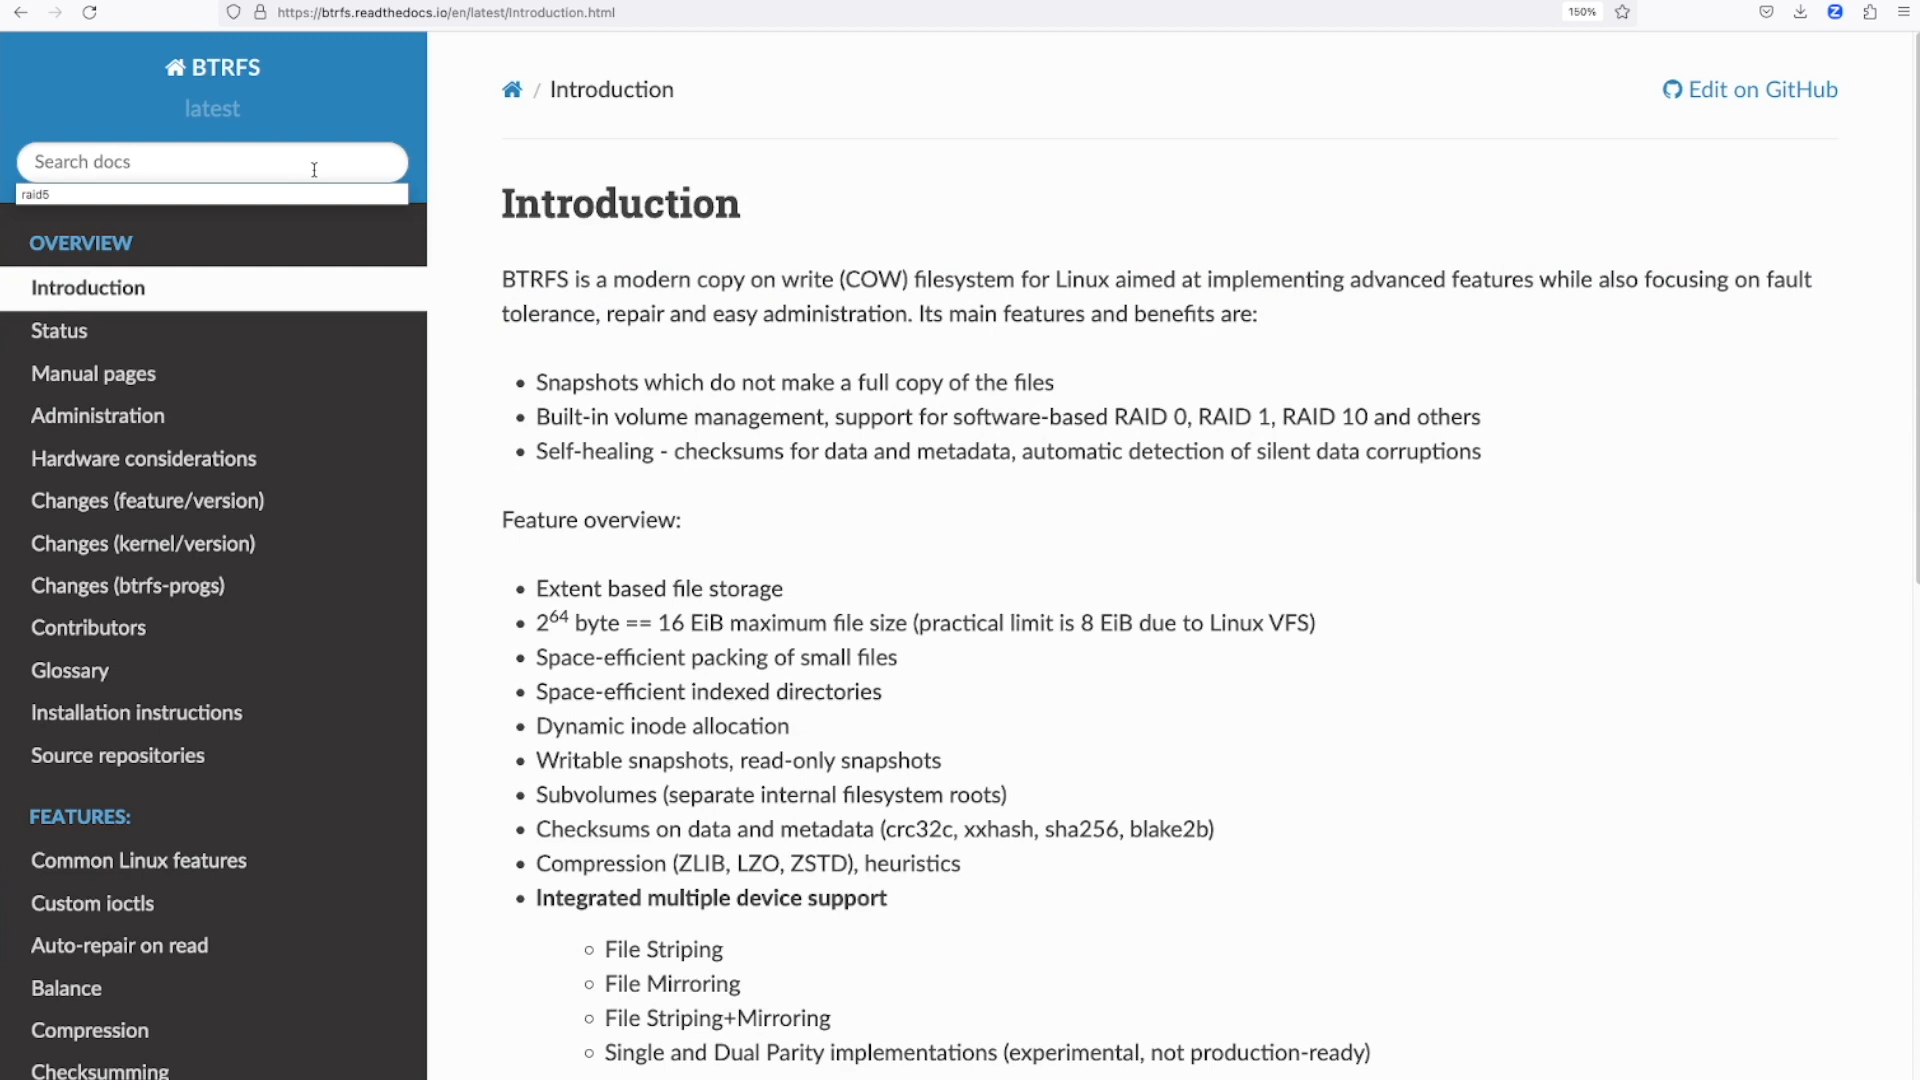 https://btrfs.readthedocs.io/en/latest/Introduction.html
150%
BTRFS
latest
Search docs
raid5
OVERVIEW
Introduction
Status
Manual pages
Administration
Hardware considerations
Changes (feature/version)
Changes (kernel/version)
Changes (btrfs-progs)
Contributors
Glossary
Installation instructions
Source repositories
FEATURES:
Common Linux features
Custom ioctls
Auto-repair on read
Balance
Compression
Checksumming
/ Introduction
Edit on GitHub
Introduction
BTRFS is a modern copy on write (COW) filesystem for Linux aimed at implementing advanced features while also focusing on fault
tolerance, repair and easy administration. Its main features and benefits are:
• Snapshots which do not make a full copy of the files
• Built-in volume management, support for software-based RAID 0, RAID 1, RAID 10 and others
• Self-healing - checksums for data and metadata, automatic detection of silent data corruptions
Feature overview:
• Extent based file storage
• 2⁶⁴ byte == 16 EiB maximum file size (practical limit is 8 EiB due to Linux VFS)
• Space-efficient packing of small files
• Space-efficient indexed directories
• Dynamic inode allocation
• Writable snapshots, read-only snapshots
• Subvolumes (separate internal filesystem roots)
• Checksums on data and metadata (crc32c, xxhash, sha256, blake2b)
• Compression (ZLIB, LZO, ZSTD), heuristics
• Integrated multiple device support
◦ File Striping
◦ File Mirroring
◦ File Striping+Mirroring
◦ Single and Dual Parity implementations (experimental, not production-ready)